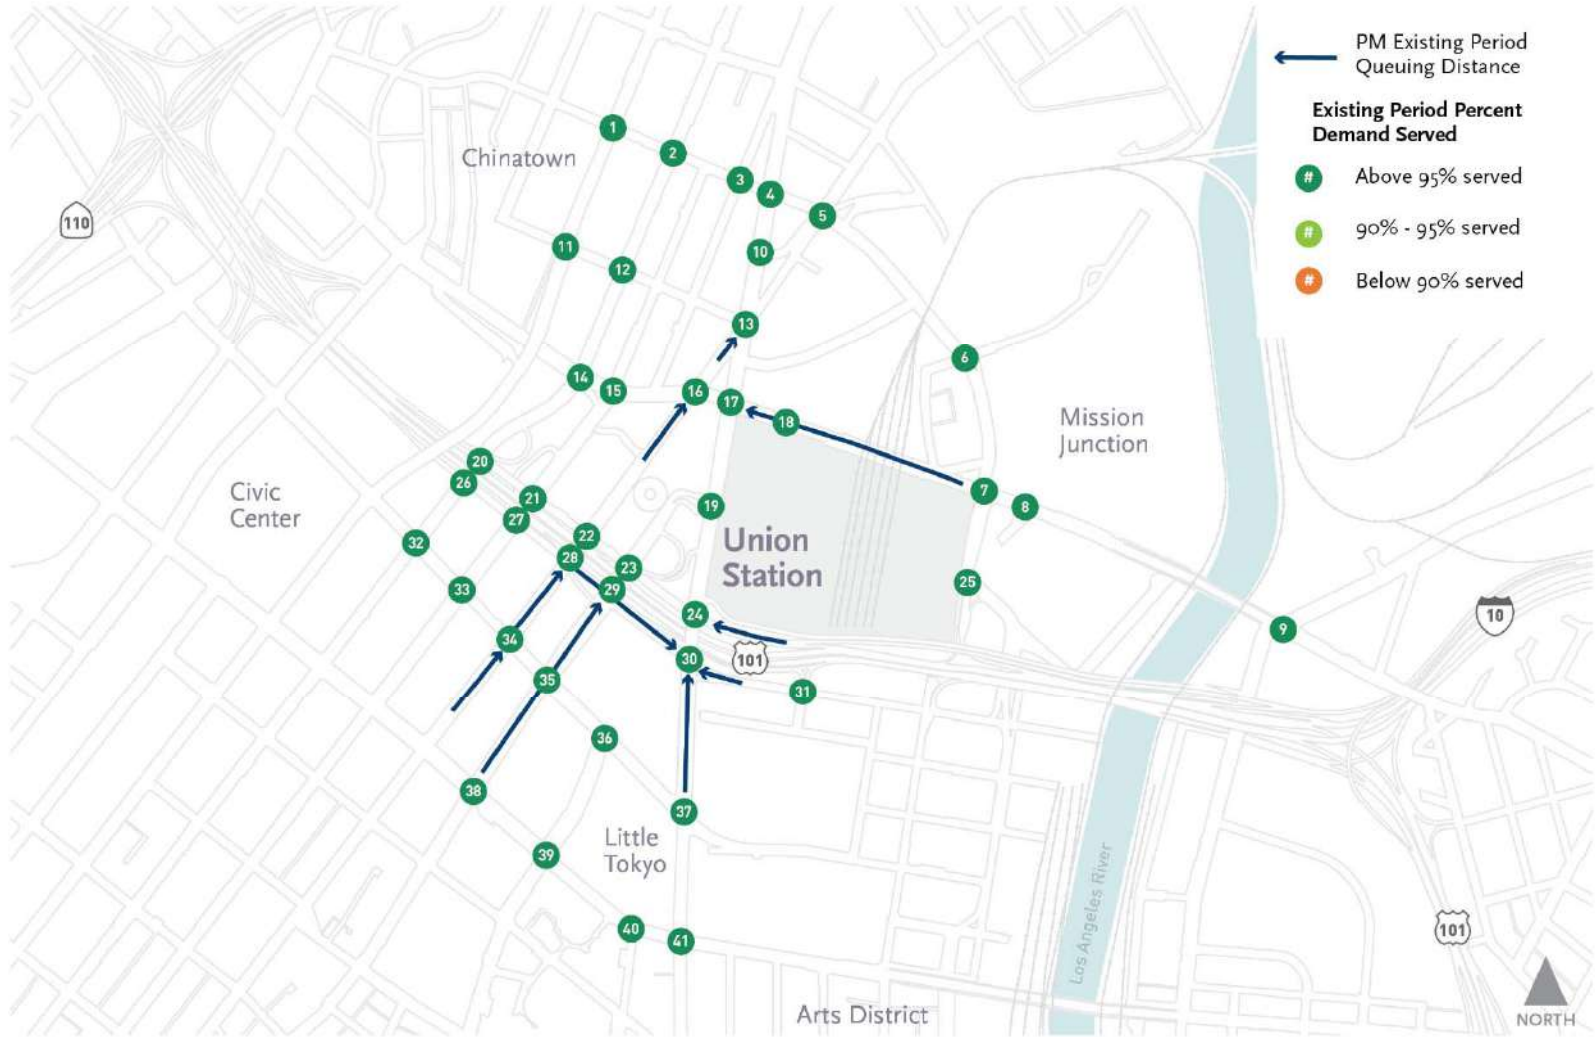 PM Existing Period
Queuing Distance
Existing Period Percent
Demand Served
# Above 95% served
# 90% - 95% served
# Below 90% served
1
2
Chinatown
3
4
5
110
11
10
12
13
6
14
15
16
17
18
Mission
Junction
20
26
Civic
Center
21
27
7
8
19
32
22
28
Union
Station
23
33
29
25
24
10
9
34
30
101
35
31
36
38
37
Little
Tokyo
39
Los Angeles River
40
41
101
Arts District
NORTH